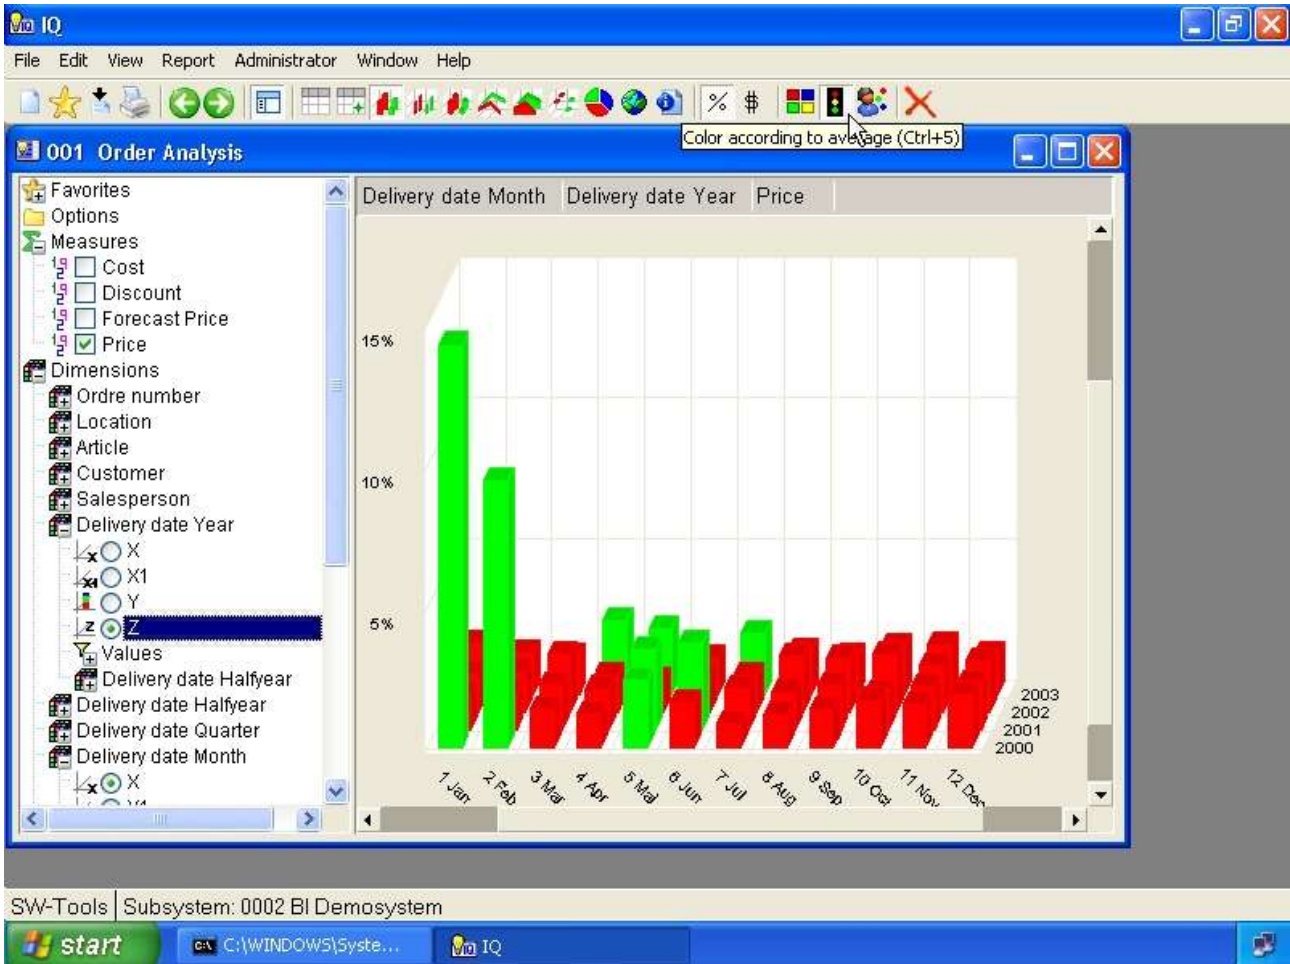 IQ
File Edit View Report Administrator Window Help
% $
Color according to average (Ctrl+5)
001 Order Analysis
Favorites
Options
Measures
Cost
Discount
Forecast Price
Price
Dimensions
Ordre number
Location
Article
Customer
Salesperson
Delivery date Year
X
X1
Y
Z
Values
Delivery date Halfyear
Delivery date Halfyear
Delivery date Quarter
Delivery date Month
X
Delivery date Month Delivery date Year Price
15%
10%
5%
2003
2002
2001
2000
1 Jan 2 Feb 3 Mar 4 Apr 5 Maj 6 Jun 7 Jul 8 Aug 9 Sep 10 Oct 11 Nov 12 Dec
SW-Tools Subsystem: 0002 BI Demosystem
start C:\WINDOWS\Syste... IQ